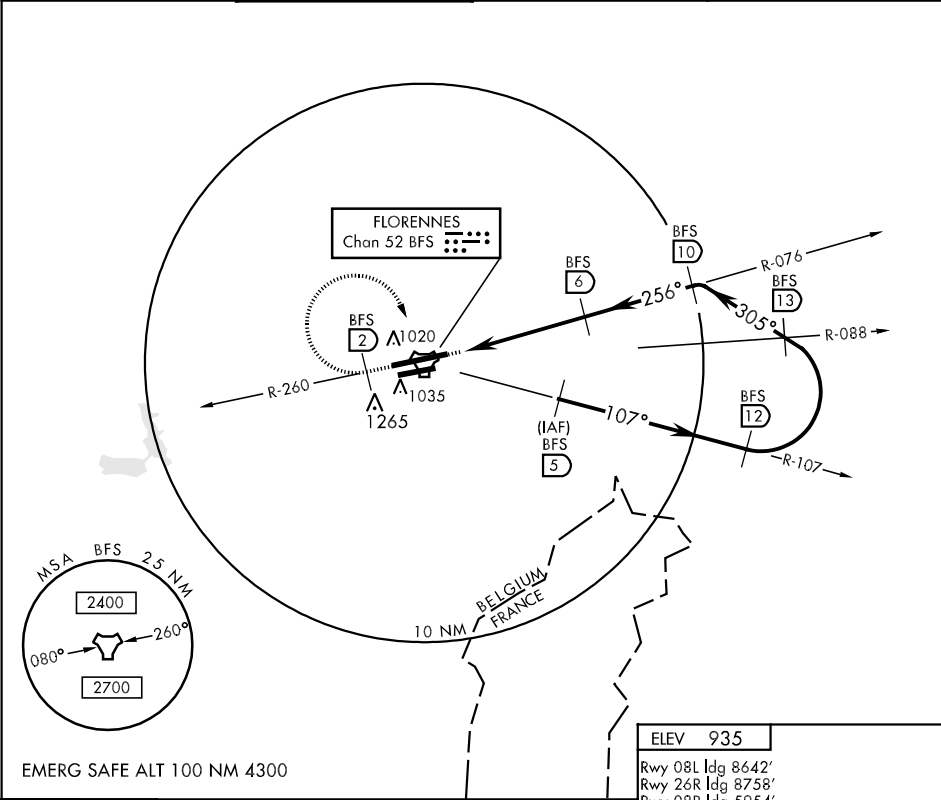 FLORENNES
Chan 52 BFS
BFS
10
R-076
BFS
6
256°
BFS
13
305°
R-088
BFS
2
1020
R-260
1035
1265
107°
(IAF)
BFS
5
BFS
12
R-107
BELGIUM
FRANCE
10 NM
MSA BFS 25 NM
2400
260°
080°
2700
EMERG SAFE ALT 100 NM 4300
ELEV 935
Rwy 08L ldg 8642'
Rwy 26R ldg 8758'